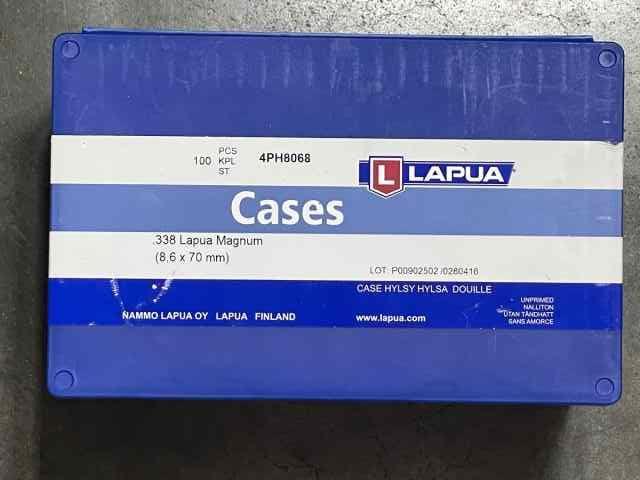 100 PCS
KPL
ST
4PH8068
L LAPUA
Cases
.338 Lapua Magnum
(8,6 x 70 mm)
LOT: P00902502 /0260416
CASE HYLSY HYLSA DOUILLE
UNPRIMED
NALLITON
UTAN TÄNDHATT
SANS AMORCE
NAMMO LAPUA OY LAPUA FINLAND
www.lapua.com